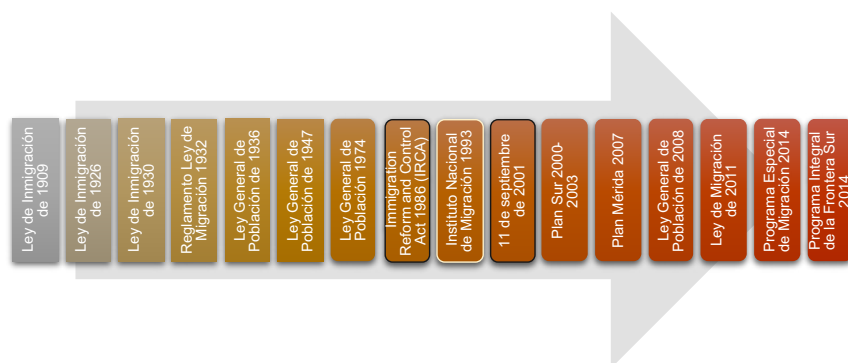 Ley de Inmigración
de 1909
Ley de Inmigración
de 1926
Ley de Inmigración
de 1930
Reglamento Ley de
Migración 1932
Ley General de
Población de 1936
Ley General de
Población de 1947
Ley General de
Población 1974
Immigration
Reform and Control
Act 1986 (IRCA)
Instituto Nacional
de Migración 1993
11 de septiembre
de 2001
Plan Sur 2000-
2003
Plan Mérida 2007
Ley General de
Población de 2008
Ley de Migración
de 2011
Programa Especial
de Migración 2014
Programa Integral
de la Frontera Sur
2014